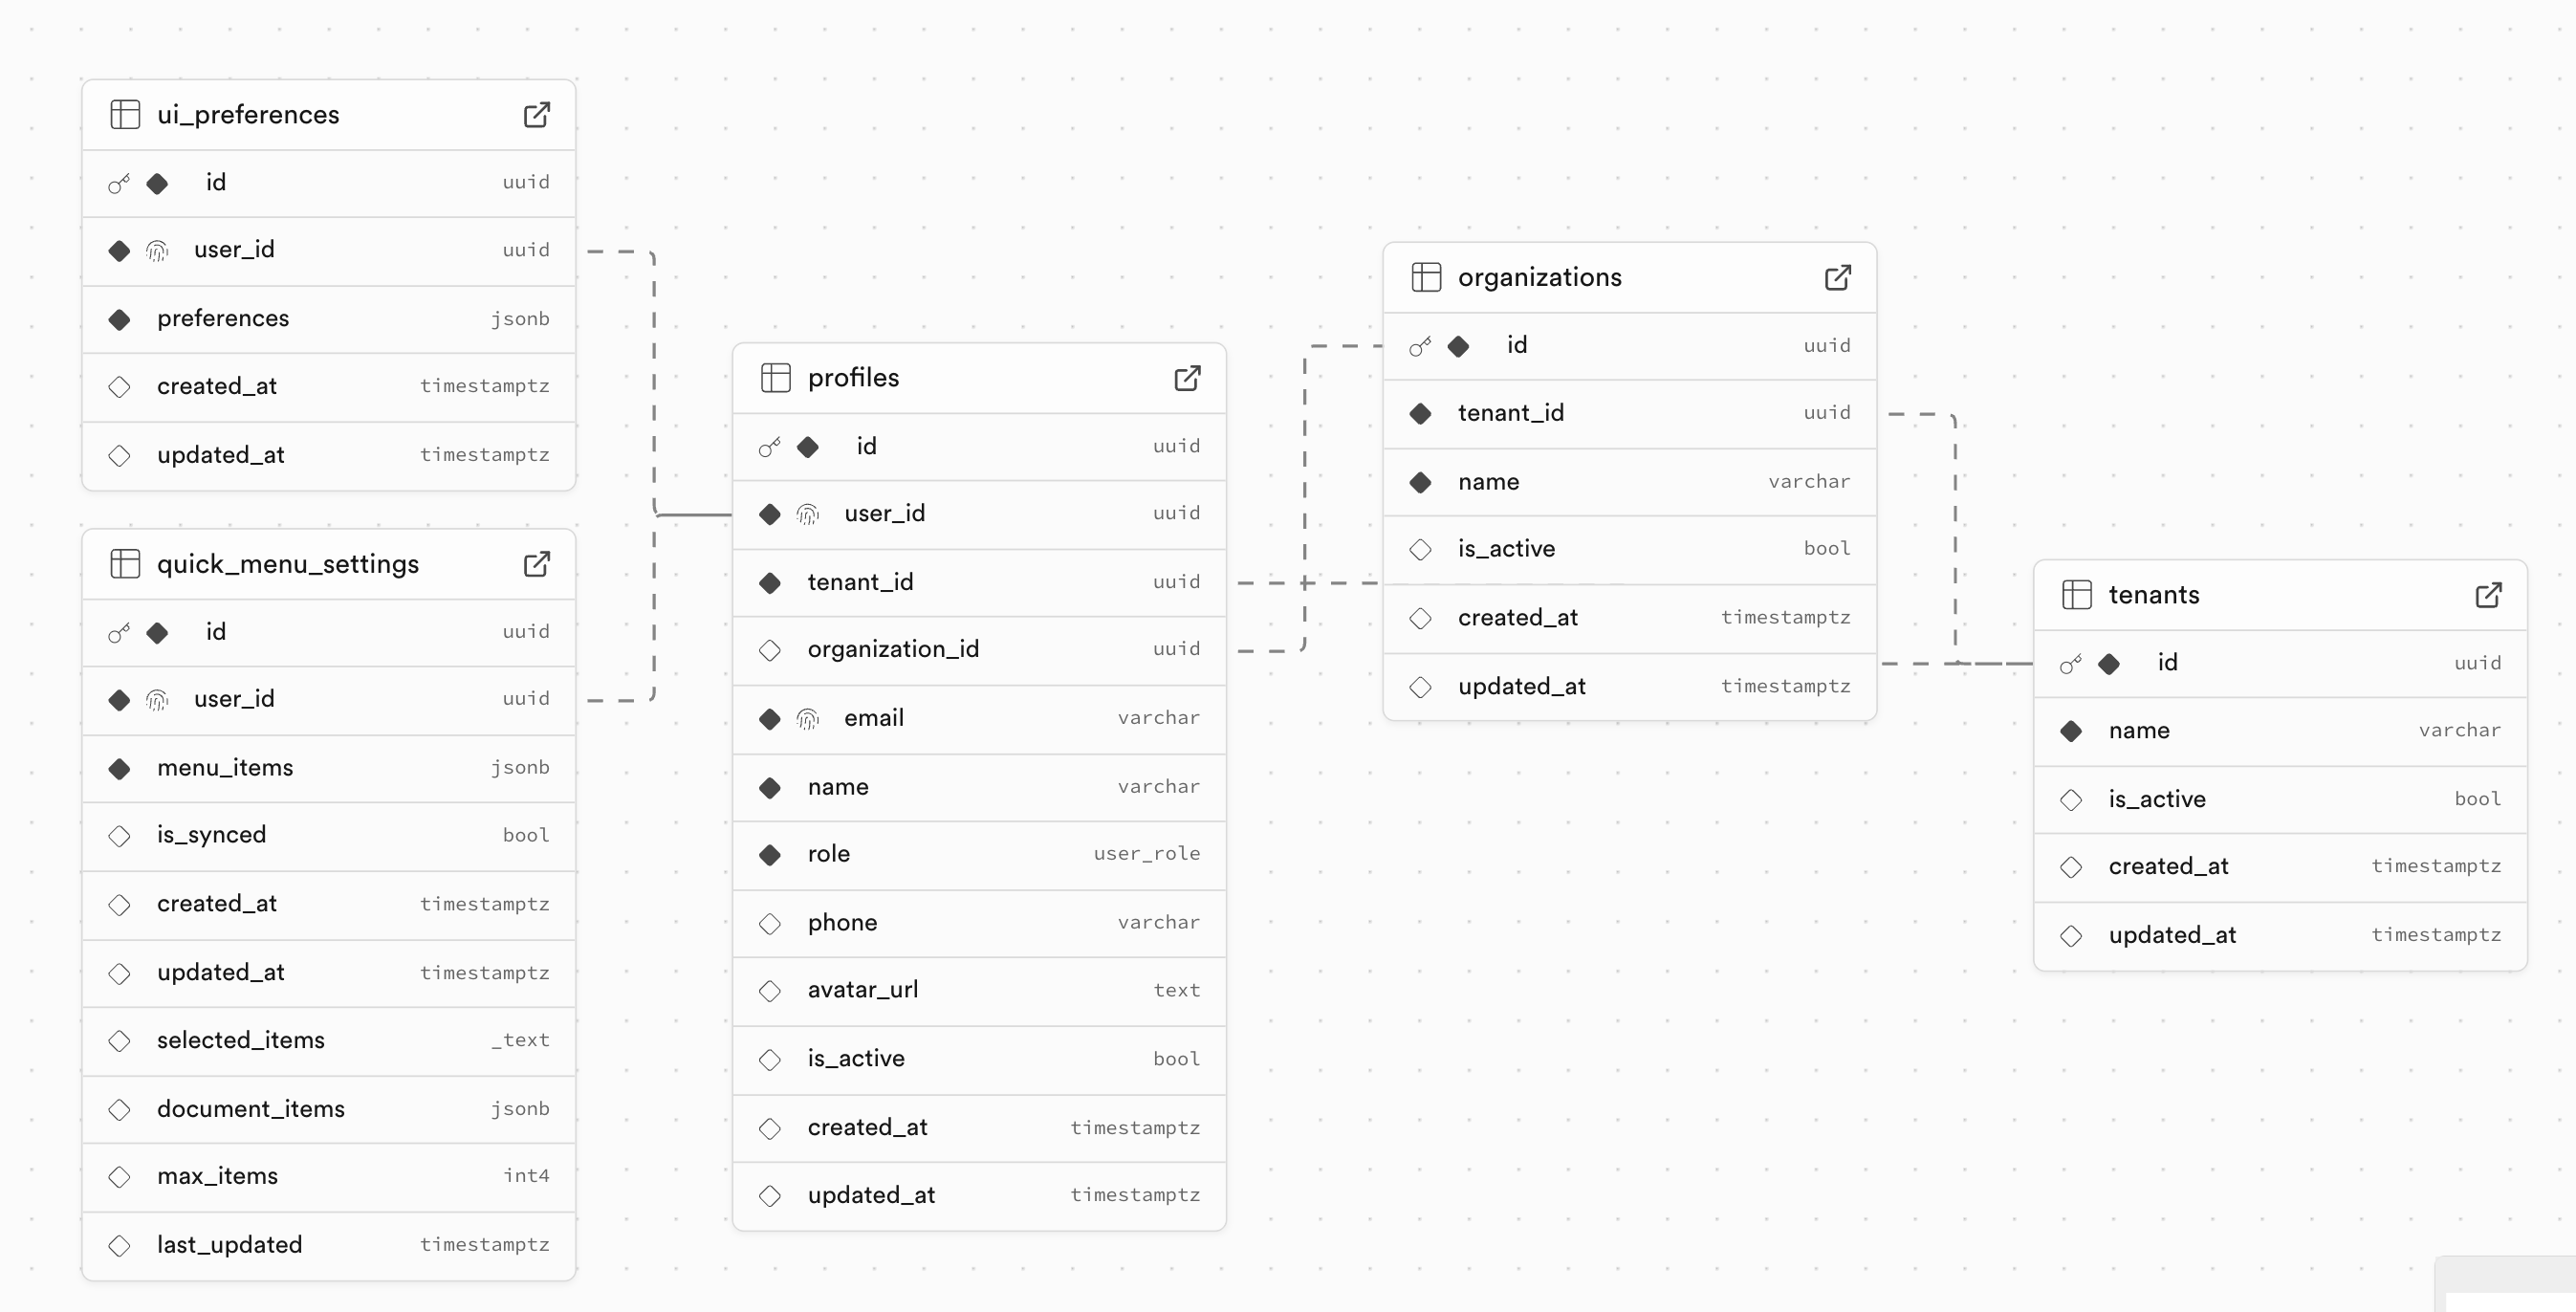 ui_preferences
id uuid
user_id uuid
preferences jsonb
created_at timestamptz
updated_at timestamptz
quick_menu_settings
id uuid
user_id uuid
menu_items jsonb
is_synced bool
created_at timestamptz
updated_at timestamptz
selected_items _text
document_items jsonb
max_items int4
last_updated timestamptz
profiles
id uuid
user_id uuid
tenant_id uuid
organization_id uuid
email varchar
name varchar
role user_role
phone varchar
avatar_url text
is_active bool
created_at timestamptz
updated_at timestamptz
organizations
id uuid
tenant_id uuid
name varchar
is_active bool
created_at timestamptz
updated_at timestamptz
tenants
id uuid
name varchar
is_active bool
created_at timestamptz
updated_at timestamptz